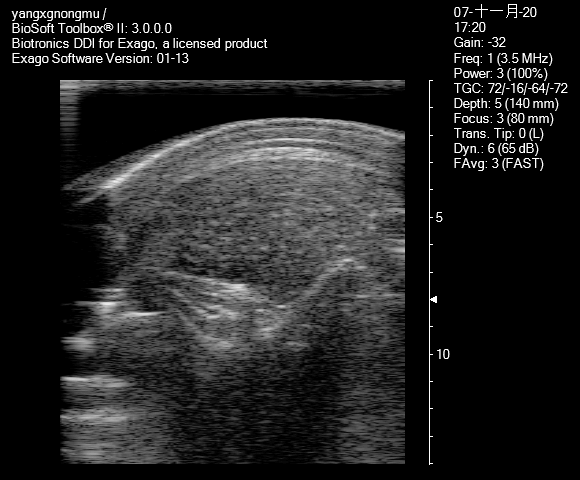 yangxgnongmu /
BioSoft Toolbox® II: 3.0.0.0
Biotronics DDI for Exago, a licensed product
Exago Software Version: 01-13
07-十一月-20
17:20
Gain: -32
Freq: 1 (3.5 MHz)
Power: 3 (100%)
TGC: 72/-16/-64/-72
Depth: 5 (140 mm)
Focus: 3 (80 mm)
Trans. Tip: 0 (L)
Dyn.: 6 (65 dB)
FAvg: 3 (FAST)
5
10